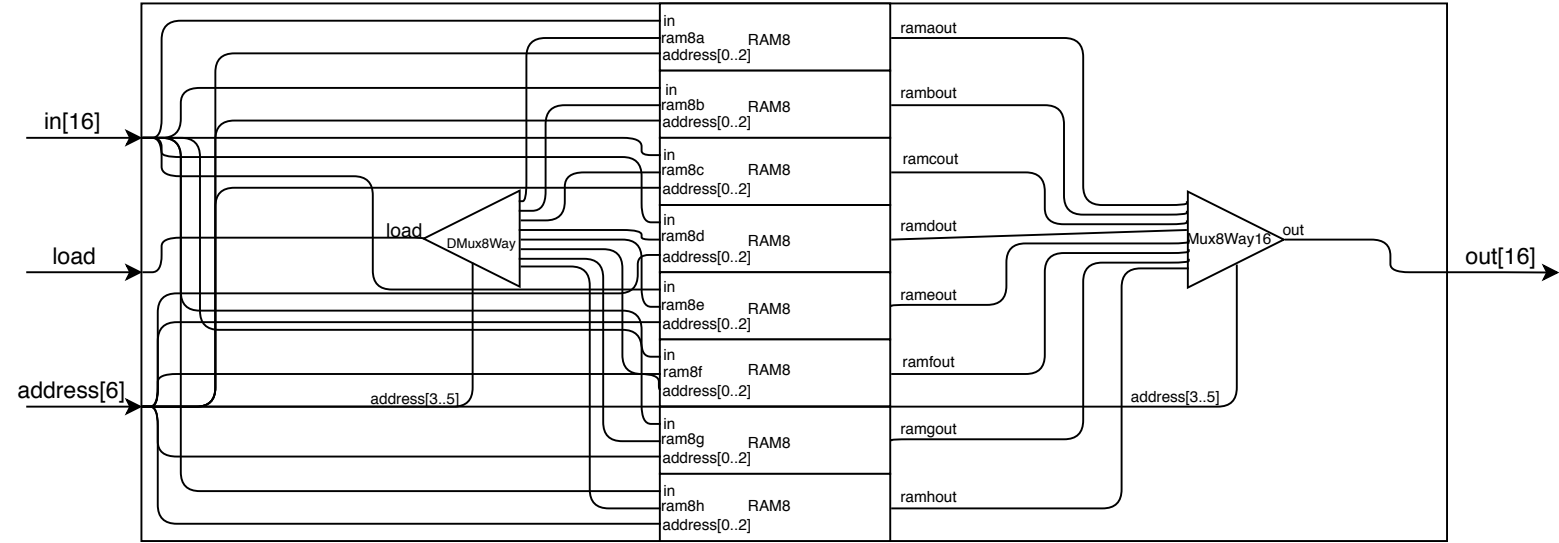 in[16]
load
address[6]
load
DMux8Way
address[3..5]
in
ram8a
RAM8
address[0..2]
in
ram8b
RAM8
address[0..2]
in
ram8c
RAM8
address[0..2]
in
ram8d
RAM8
address[0..2]
in
ram8e
RAM8
address[0..2]
in
ram8f
RAM8
address[0..2]
in
ram8g
RAM8
address[0..2]
in
ram8h
RAM8
address[0..2]
ramaout
rambout
ramcout
ramdout
rameout
ramfout
ramgout
ramhout
Mux8Way16
address[3..5]
out
out[16]